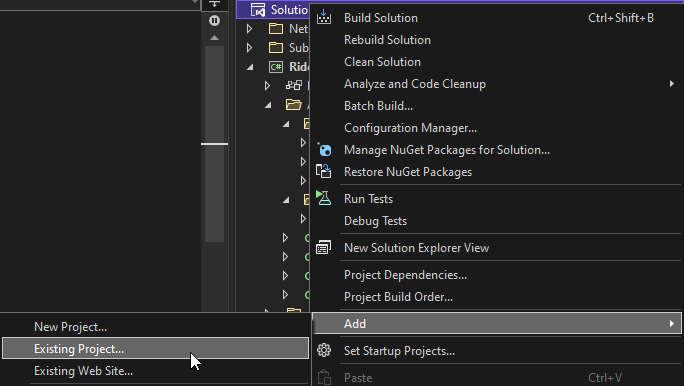 Solutio
Build Solution Ctrl+Shift+B
Net
Rebuild Solution
Sub
Clean Solution
C# Ride
Analyze and Code Cleanup
Batch Build...
Configuration Manager...
Manage NuGet Packages for Solution...
Restore NuGet Packages
Run Tests
Debug Tests
New Solution Explorer View
Project Dependencies...
Project Build Order...
New Project...
Add
Existing Project...
Set Startup Projects...
Existing Web Site...
Paste Ctrl+V